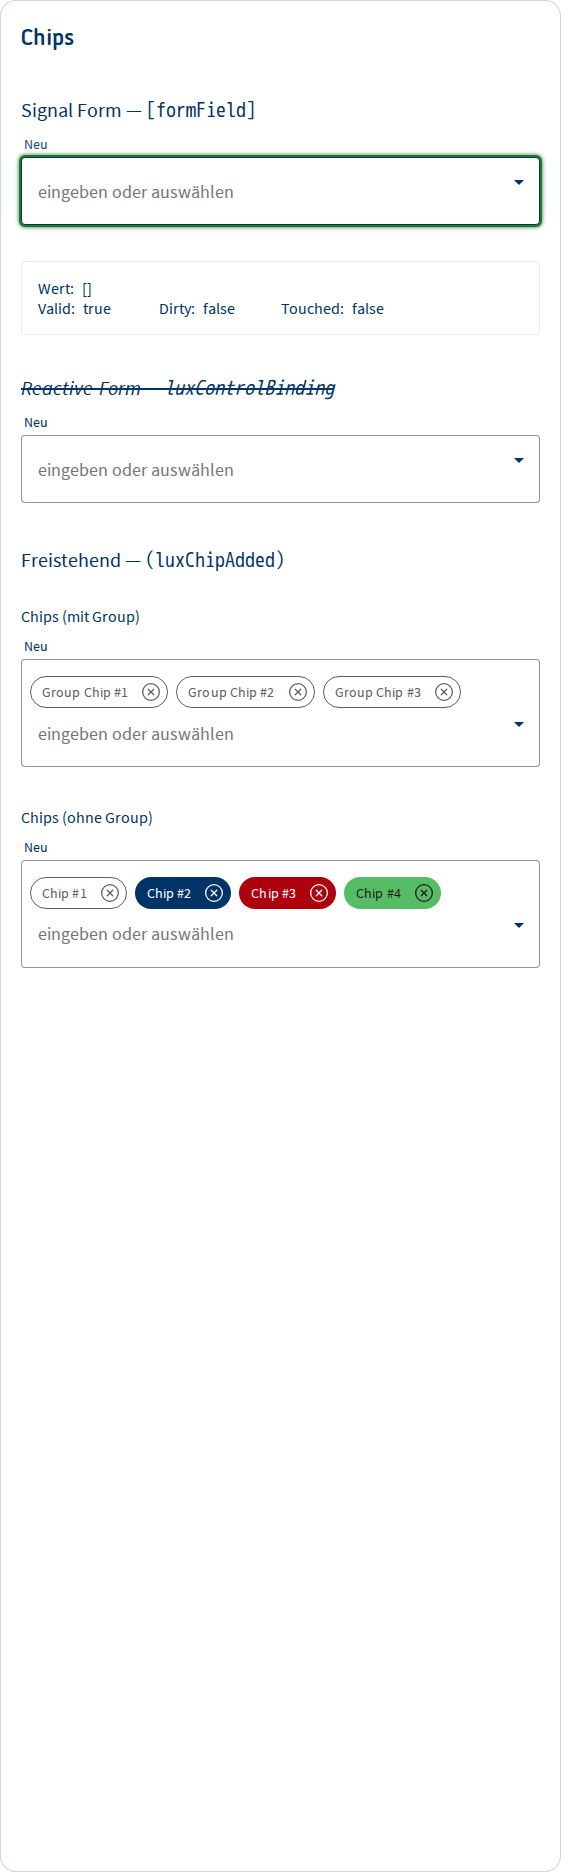 Chips
Signal Form — [formField]
Neu
eingeben oder auswählen
Wert: []
Valid: true Dirty: false Touched: false
Reactive Form — luxControlBinding
Neu
eingeben oder auswählen
Freistehend — (luxChipAdded)
Chips (mit Group)
Neu
Group Chip #1 Group Chip #2 Group Chip #3
eingeben oder auswählen
Chips (ohne Group)
Neu
Chip #1 Chip #2 Chip #3 Chip #4
eingeben oder auswählen